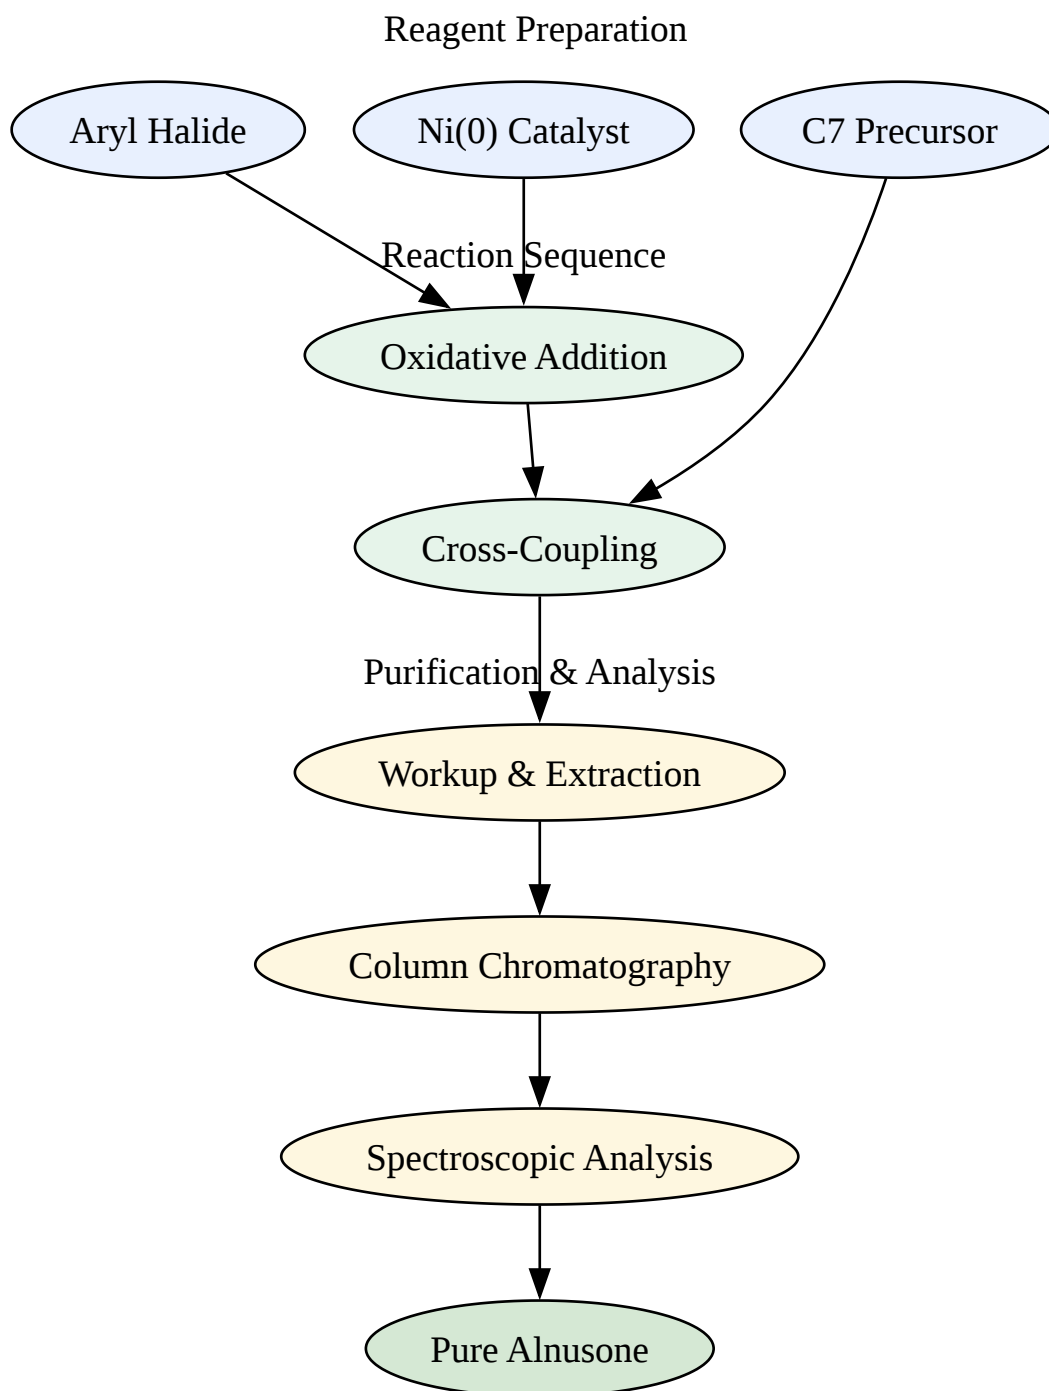 Reagent Preparation
Aryl Halide
Ni(0) Catalyst
C7 Precursor
Reaction Sequence
Oxidative Addition
Cross-Coupling
Purification & Analysis
Workup & Extraction
Column Chromatography
Spectroscopic Analysis
Pure Alnusone